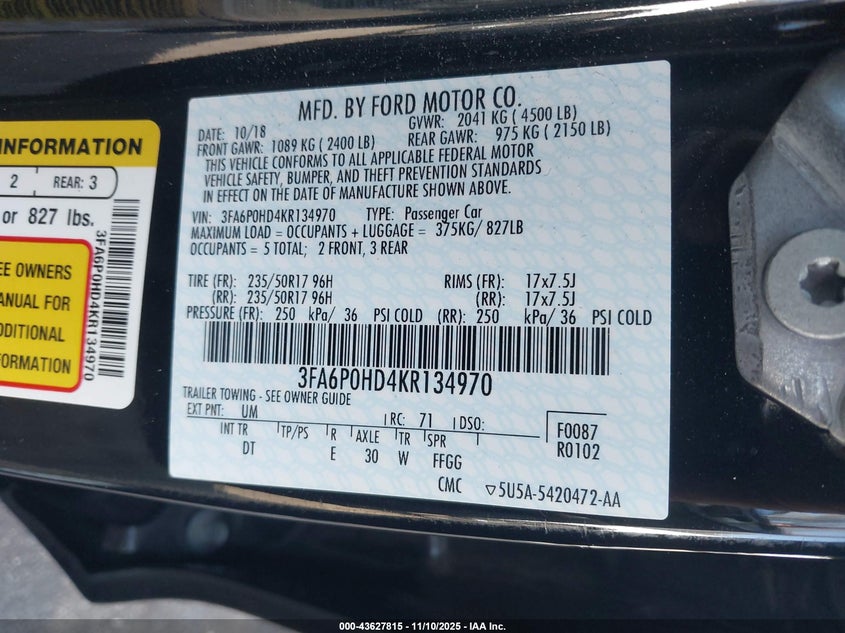 INFORMATION
2
REAR: 3
or 827 lbs.
EE OWNERS
ANUAL FOR
DDITIONAL
FORMATION
3FA6P0HD4KR134970
MFD. BY FORD MOTOR CO.
DATE: 10/18 GVWR: 2041 KG ( 4500 LB)
FRONT GAWR: 1089 KG ( 2400 LB) REAR GAWR: 975 KG ( 2150 LB)
THIS VEHICLE CONFORMS TO ALL APPLICABLE FEDERAL MOTOR
VEHICLE SAFETY, BUMPER, AND THEFT PREVENTION STANDARDS
IN EFFECT ON THE DATE OF MANUFACTURE SHOWN ABOVE.
VIN: 3FA6P0HD4KR134970 TYPE: Passenger Car
MAXIMUM LOAD = OCCUPANTS + LUGGAGE = 375KG/ 827LB
OCCUPANTS = 5 TOTAL; 2 FRONT, 3 REAR
TIRE (FR): 235/50R17 96H RIMS (FR): 17x7.5J
(RR): 235/50R17 96H (RR): 17x7.5J
PRESSURE (FR): 250 kPa/ 36 PSI COLD (RR): 250 kPa/ 36 PSI COLD
3FA6P0HD4KR134970
TRAILER TOWING - SEE OWNER GUIDE
EXT PNT: UM RC: 71 DSO:
INT TR TP/PS R AXLE TR SPR
DT E 30 W FFGG
F0087
R0102
CMC ▽5U5A-5420472-AA
000-43627815 - 11/10/2025 - IAA Inc.